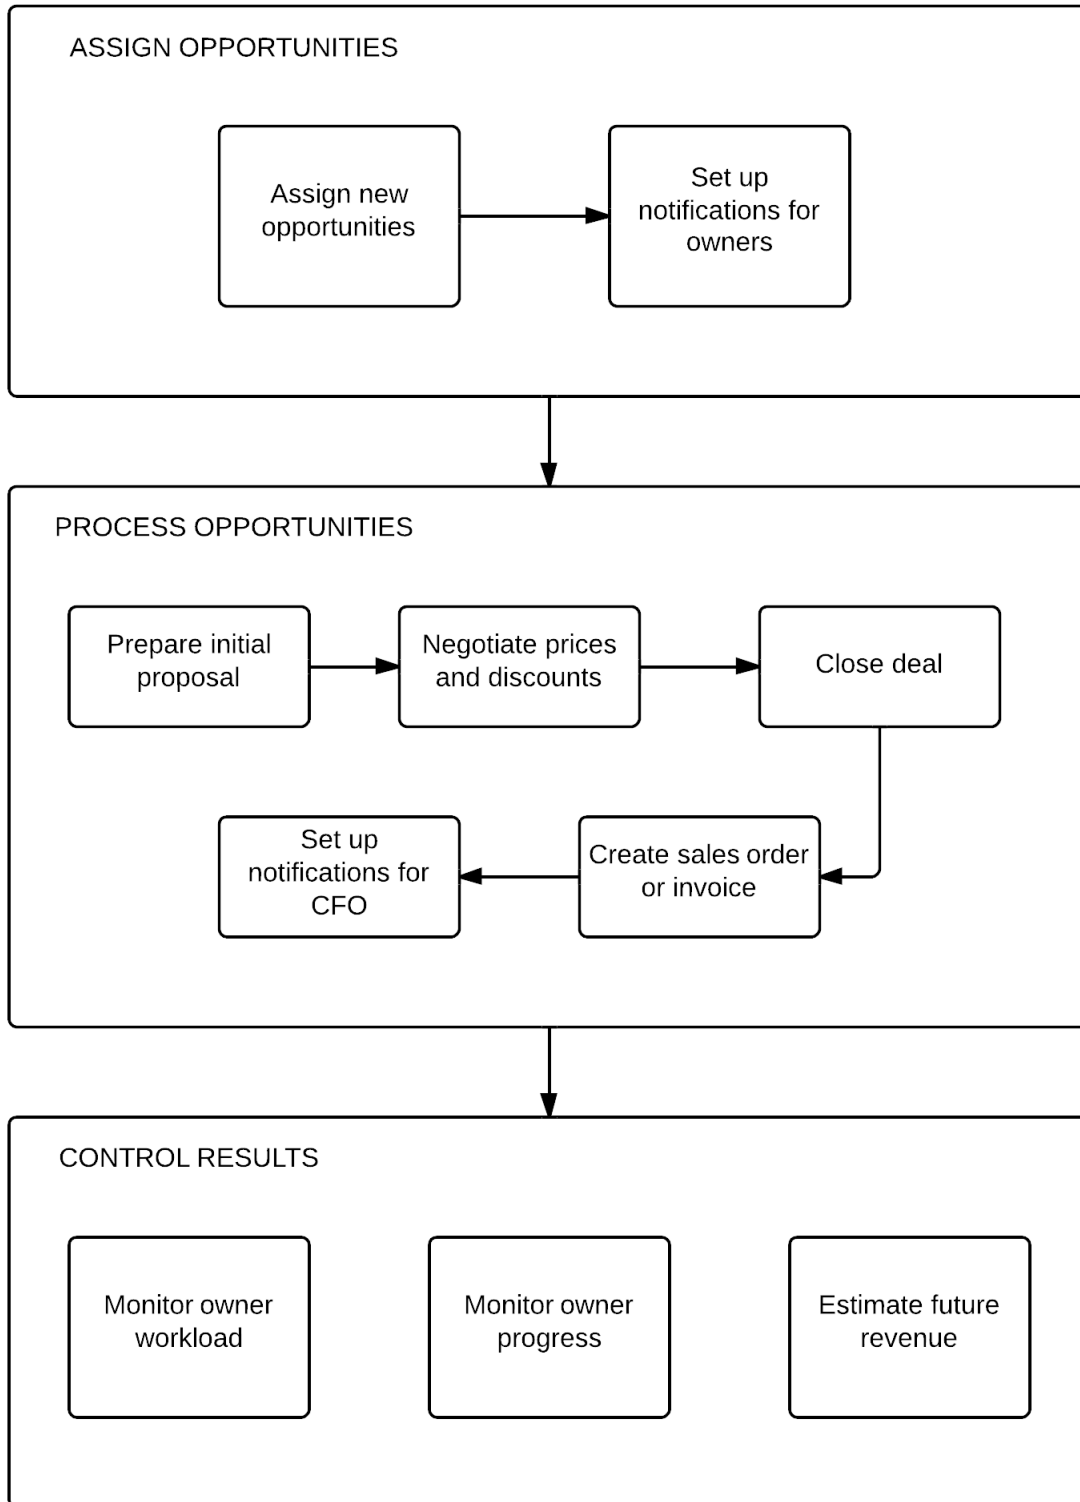 ASSIGN OPPORTUNITIES
Assign new
opportunities
Set up
notifications for
owners
PROCESS OPPORTUNITIES
Prepare initial
proposal
Negotiate prices
and discounts
Close deal
Set up
notifications for
CFO
Create sales order
or invoice
CONTROL RESULTS
Monitor owner
workload
Monitor owner
progress
Estimate future
revenue